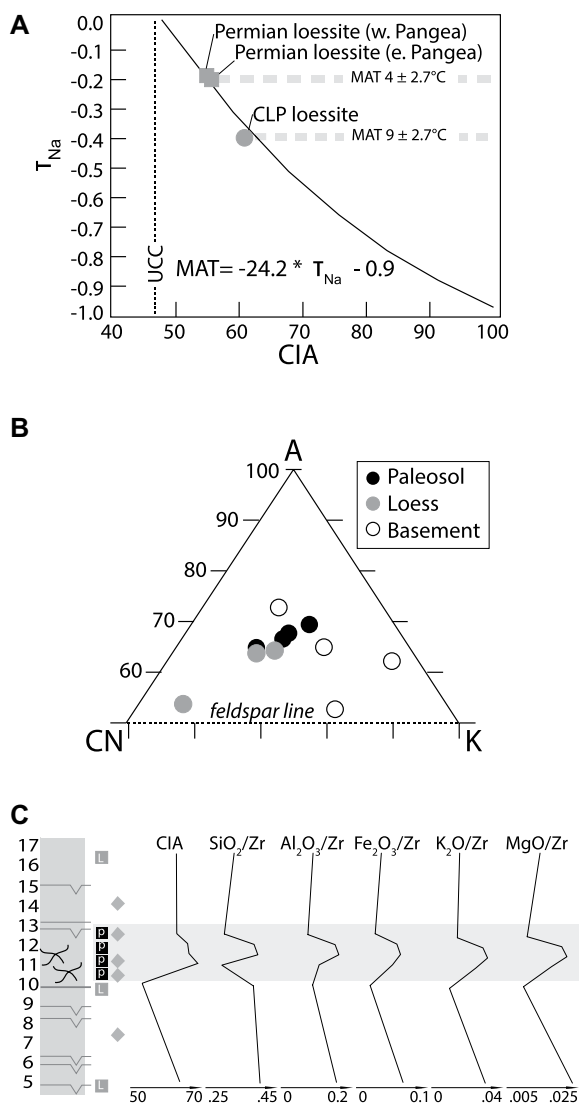 A
0.0
-0.1
-0.2
-0.3
-0.4
-0.5
-0.6
-0.7
-0.8
-0.9
-1.0
τNa
Permian loessite (w. Pangea)
Permian loessite (e. Pangea)
MAT 4 ± 2.7°C
CLP loessite
MAT 9 ± 2.7°C
UCC
MAT= -24.2 * τNa - 0.9
40 50 60 70 80 90 100
CIA
B
A
100
90
80
70
60
Paleosol
Loess
Basement
feldspar line
CN K
C
17
16
15
14
13
12
11
10
9
8
7
6
5
L
p
p
p
p
L
L
CIA SiO2/Zr Al2O3/Zr Fe2O3/Zr K2O/Zr MgO/Zr
50 70 .25 .45 0 0.2 0 0.1 0 .04 .005 .025